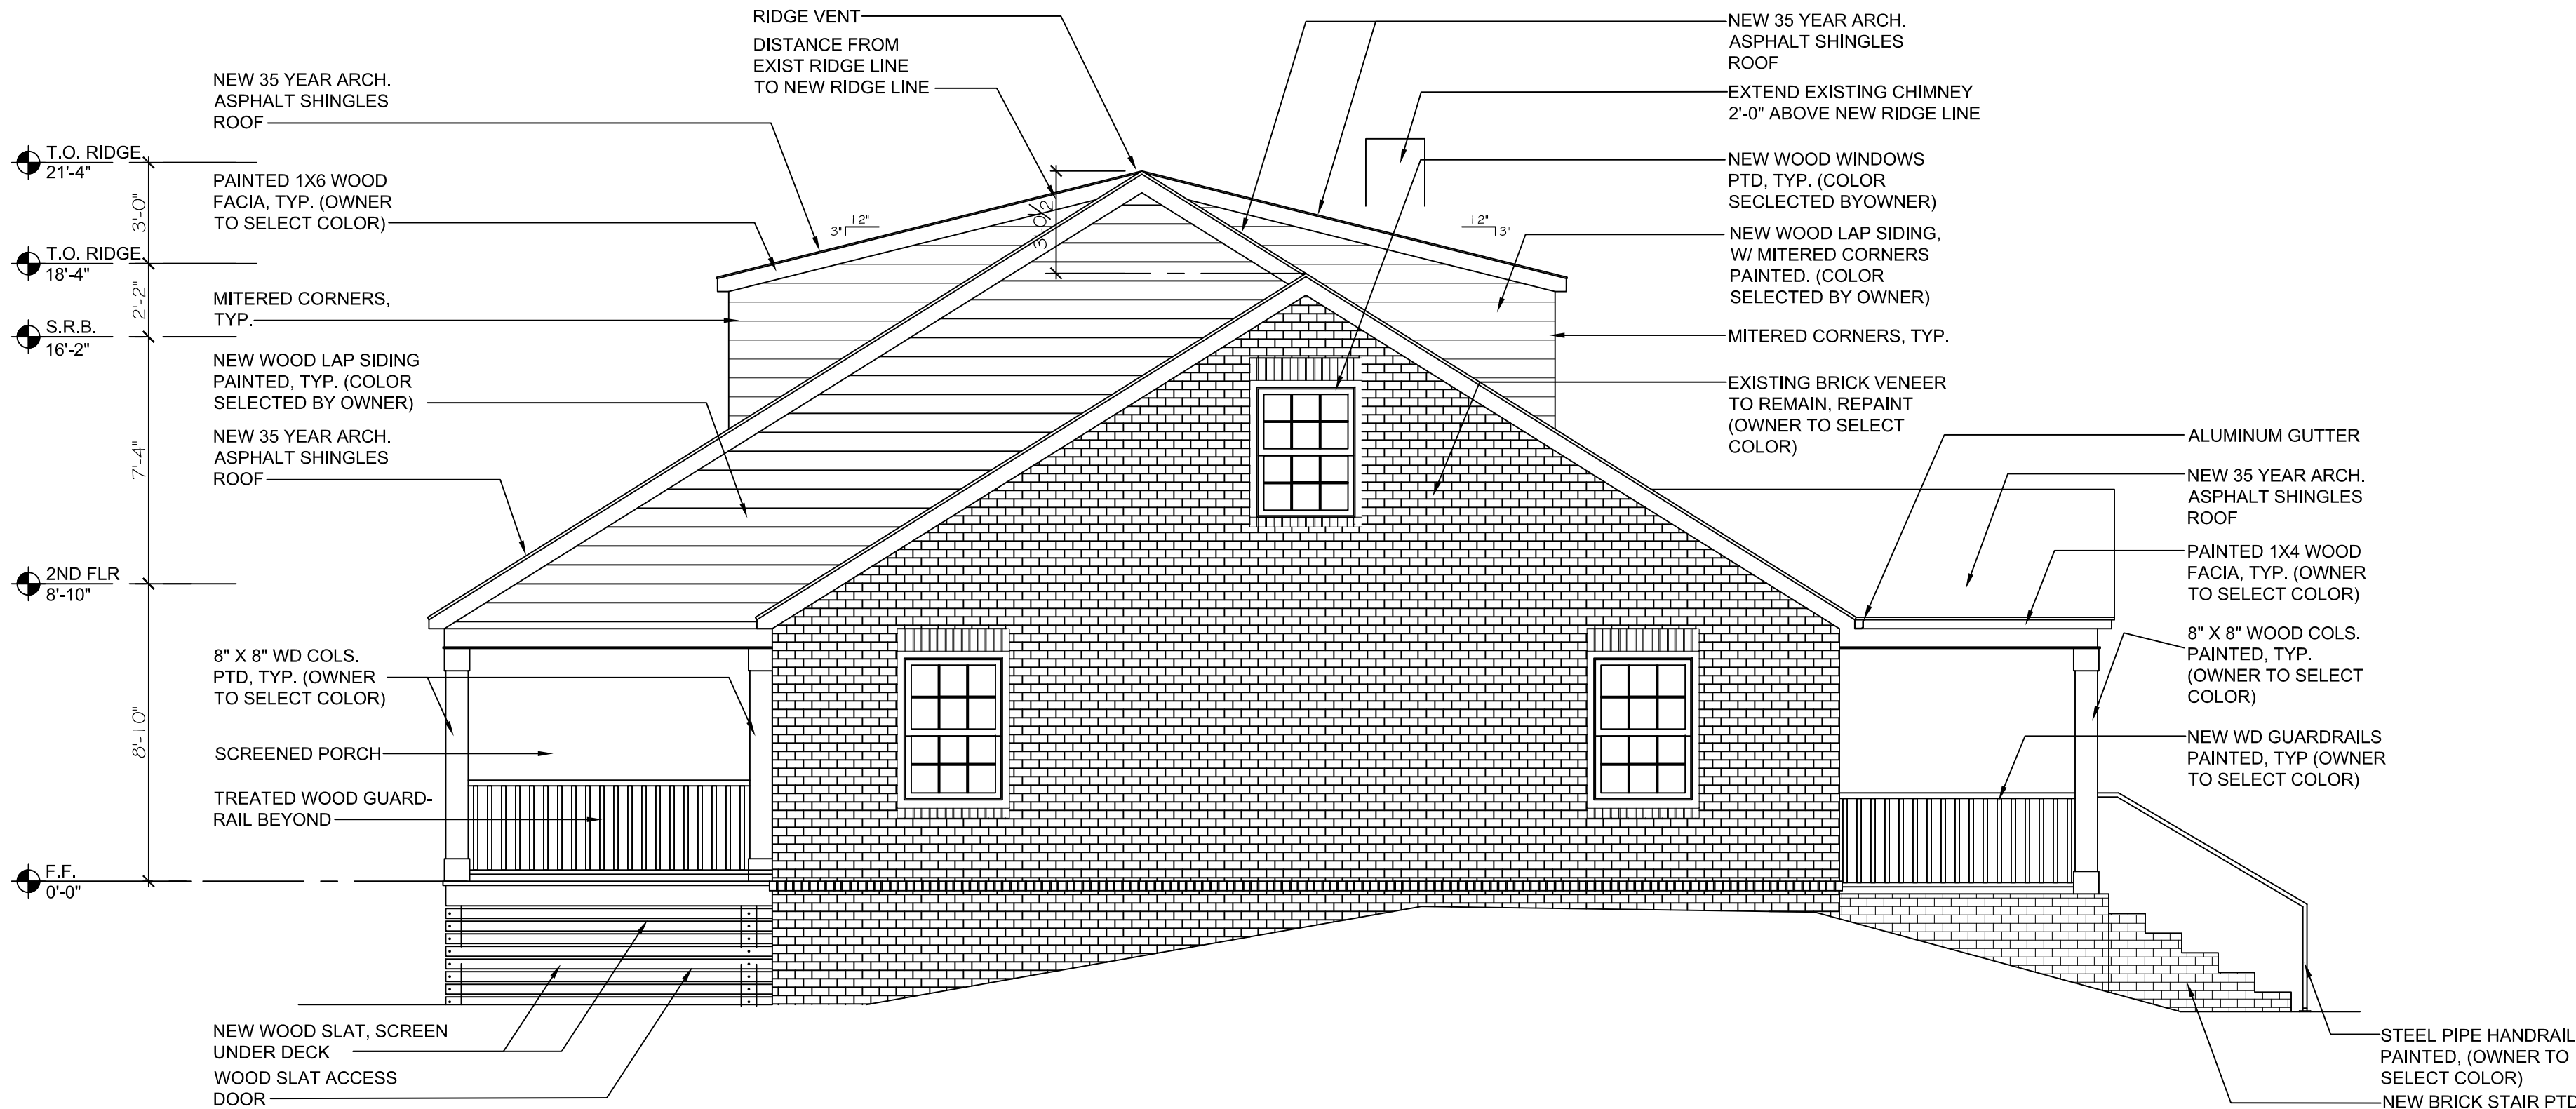 RIDGE VENT
DISTANCE FROM
EXIST RIDGE LINE
TO NEW RIDGE LINE
NEW 35 YEAR ARCH.
ASPHALT SHINGLES
ROOF
PAINTED 1X6 WOOD
FACIA, TYP. (OWNER
TO SELECT COLOR)
MITERED CORNERS,
TYP.
NEW WOOD LAP SIDING
PAINTED, TYP. (COLOR
SELECTED BY OWNER)
NEW 35 YEAR ARCH.
ASPHALT SHINGLES
ROOF
8" X 8" WD COLS.
PTD, TYP. (OWNER
TO SELECT COLOR)
SCREENED PORCH
TREATED WOOD GUARD-
RAIL BEYOND
NEW WOOD SLAT, SCREEN
UNDER DECK
WOOD SLAT ACCESS
DOOR
T.O. RIDGE
21'-4"
3'-0"
T.O. RIDGE
18'-4"
2'-2"
S.R.B.
16'-2"
7'-4"
2ND FLR
8'-10"
8'-10"
F.F.
0'-0"
12"
3"
12"
3"
NEW 35 YEAR ARCH.
ASPHALT SHINGLES
ROOF
EXTEND EXISTING CHIMNEY
2'-0" ABOVE NEW RIDGE LINE
NEW WOOD WINDOWS
PTD, TYP. (COLOR
SECLECTED BYOWNER)
NEW WOOD LAP SIDING,
W/ MITERED CORNERS
PAINTED. (COLOR
SELECTED BY OWNER)
MITERED CORNERS, TYP.
EXISTING BRICK VENEER
TO REMAIN, REPAINT
(OWNER TO SELECT
COLOR)
ALUMINUM GUTTER
NEW 35 YEAR ARCH.
ASPHALT SHINGLES
ROOF
PAINTED 1X4 WOOD
FACIA, TYP. (OWNER
TO SELECT COLOR)
8" X 8" WOOD COLS.
PAINTED, TYP.
(OWNER TO SELECT
COLOR)
NEW WD GUARDRAILS
PAINTED, TYP (OWNER
TO SELECT COLOR)
STEEL PIPE HANDRAIL
PAINTED, (OWNER TO
SELECT COLOR)
NEW BRICK STAIR PTD